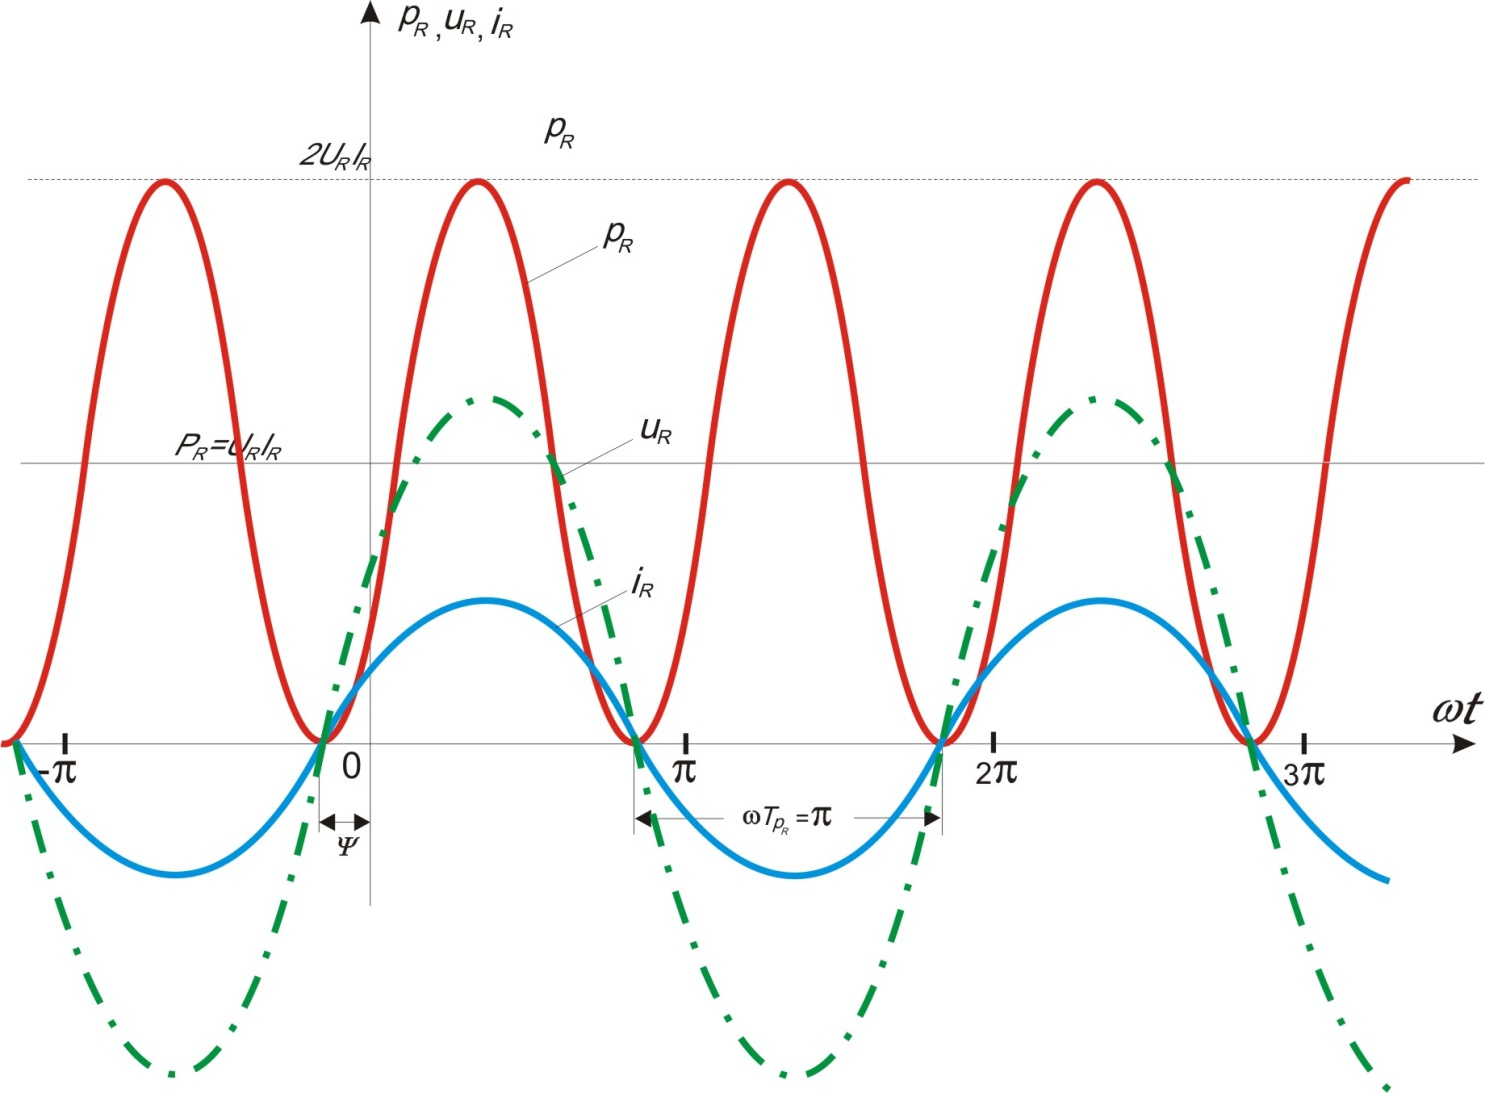 p_R, u_R, i_R
p_R
2U_RI_R
p_R
u_R
P_R=U_RI_R
i_R
ωt
-π
0
π
2π
3π
ωT_{p_R}=π
Ψ